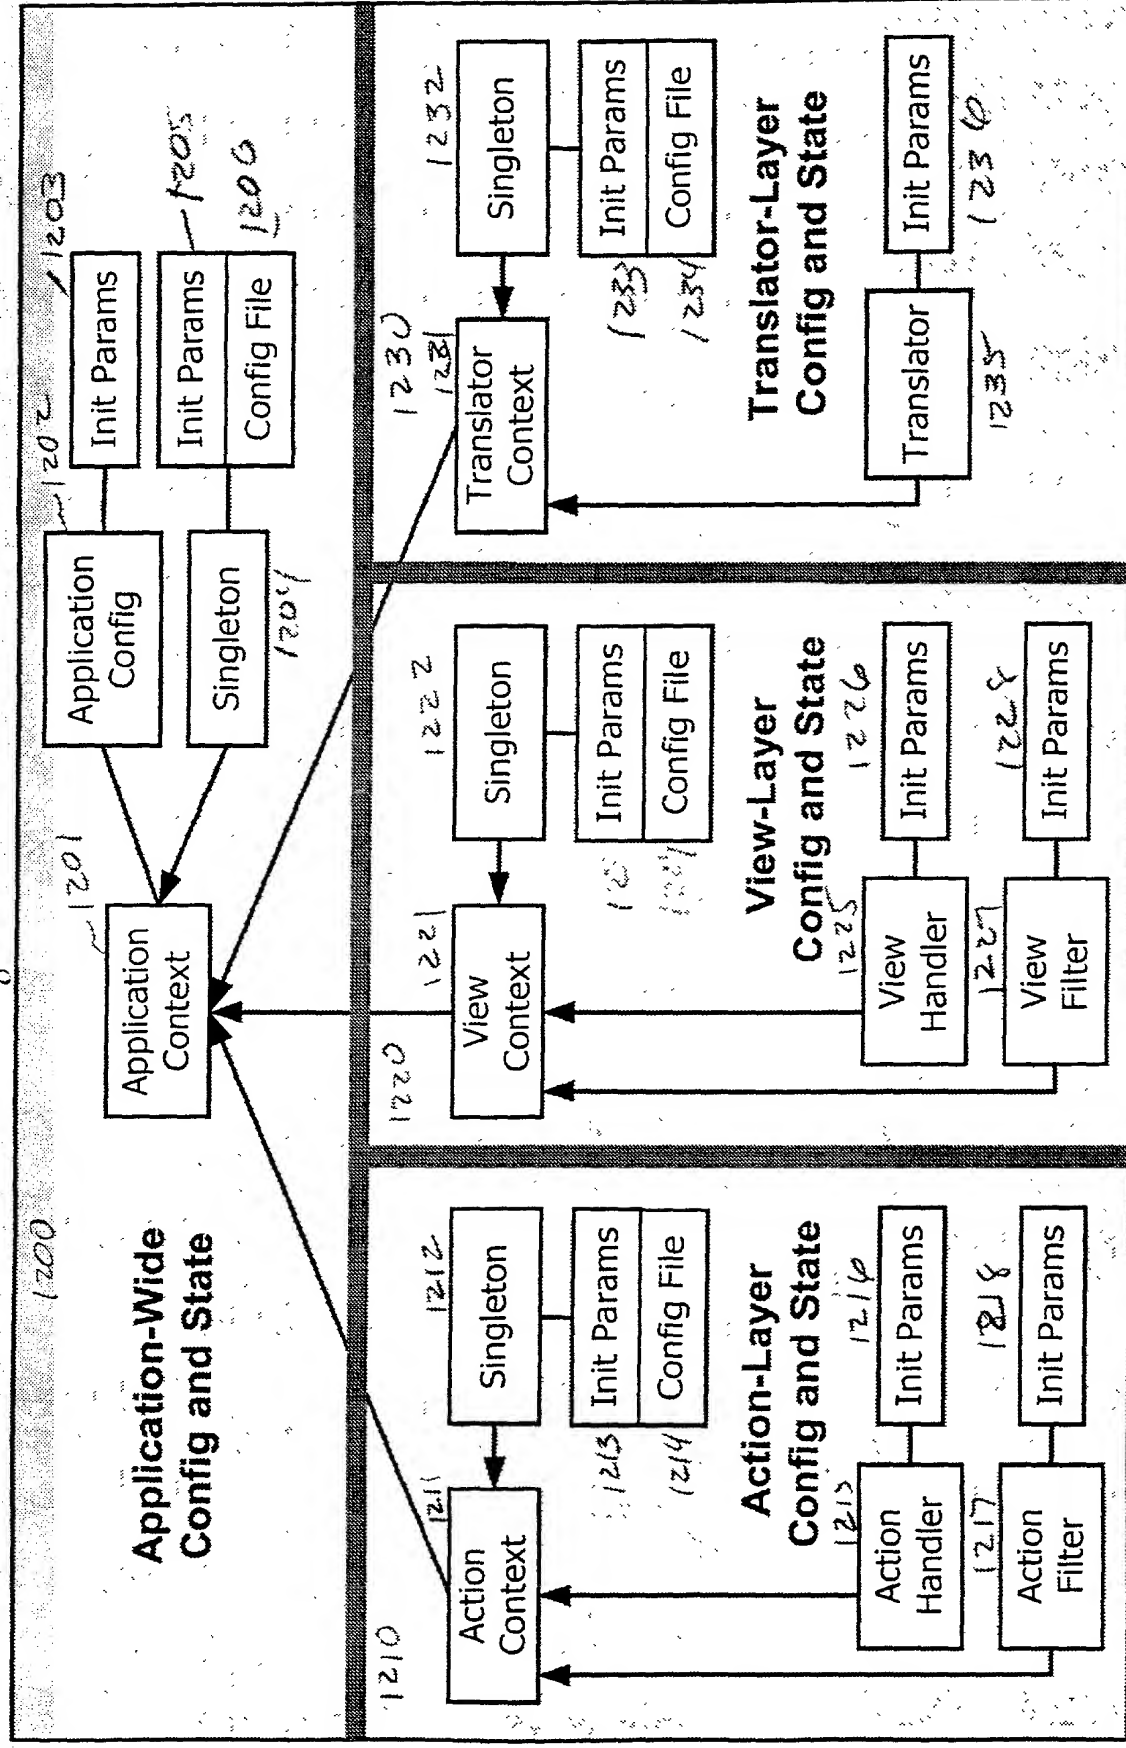 1200
Application-Wide
Config and State
Application
Context
1201
Application
Config
1202
Init Params
1203
Singleton
1204
Init Params
1205
Config File
1206
1210
Action
Context
1211
Singleton
1212
Init Params
1213
Config File
1214
Action-Layer
Config and State
Action
Handler
1215
Init Params
1216
Action
Filter
1217
Init Params
1218
1220
View
Context
1221
Singleton
1222
Init Params
Config File
View-Layer
Config and State
View
Handler
1225
Init Params
1226
View
Filter
1227
Init Params
1228
1230
Translator
Context
1231
Singleton
1232
Init Params
1233
Config File
1234
Translator-Layer
Config and State
Translator
1235
Init Params
1236